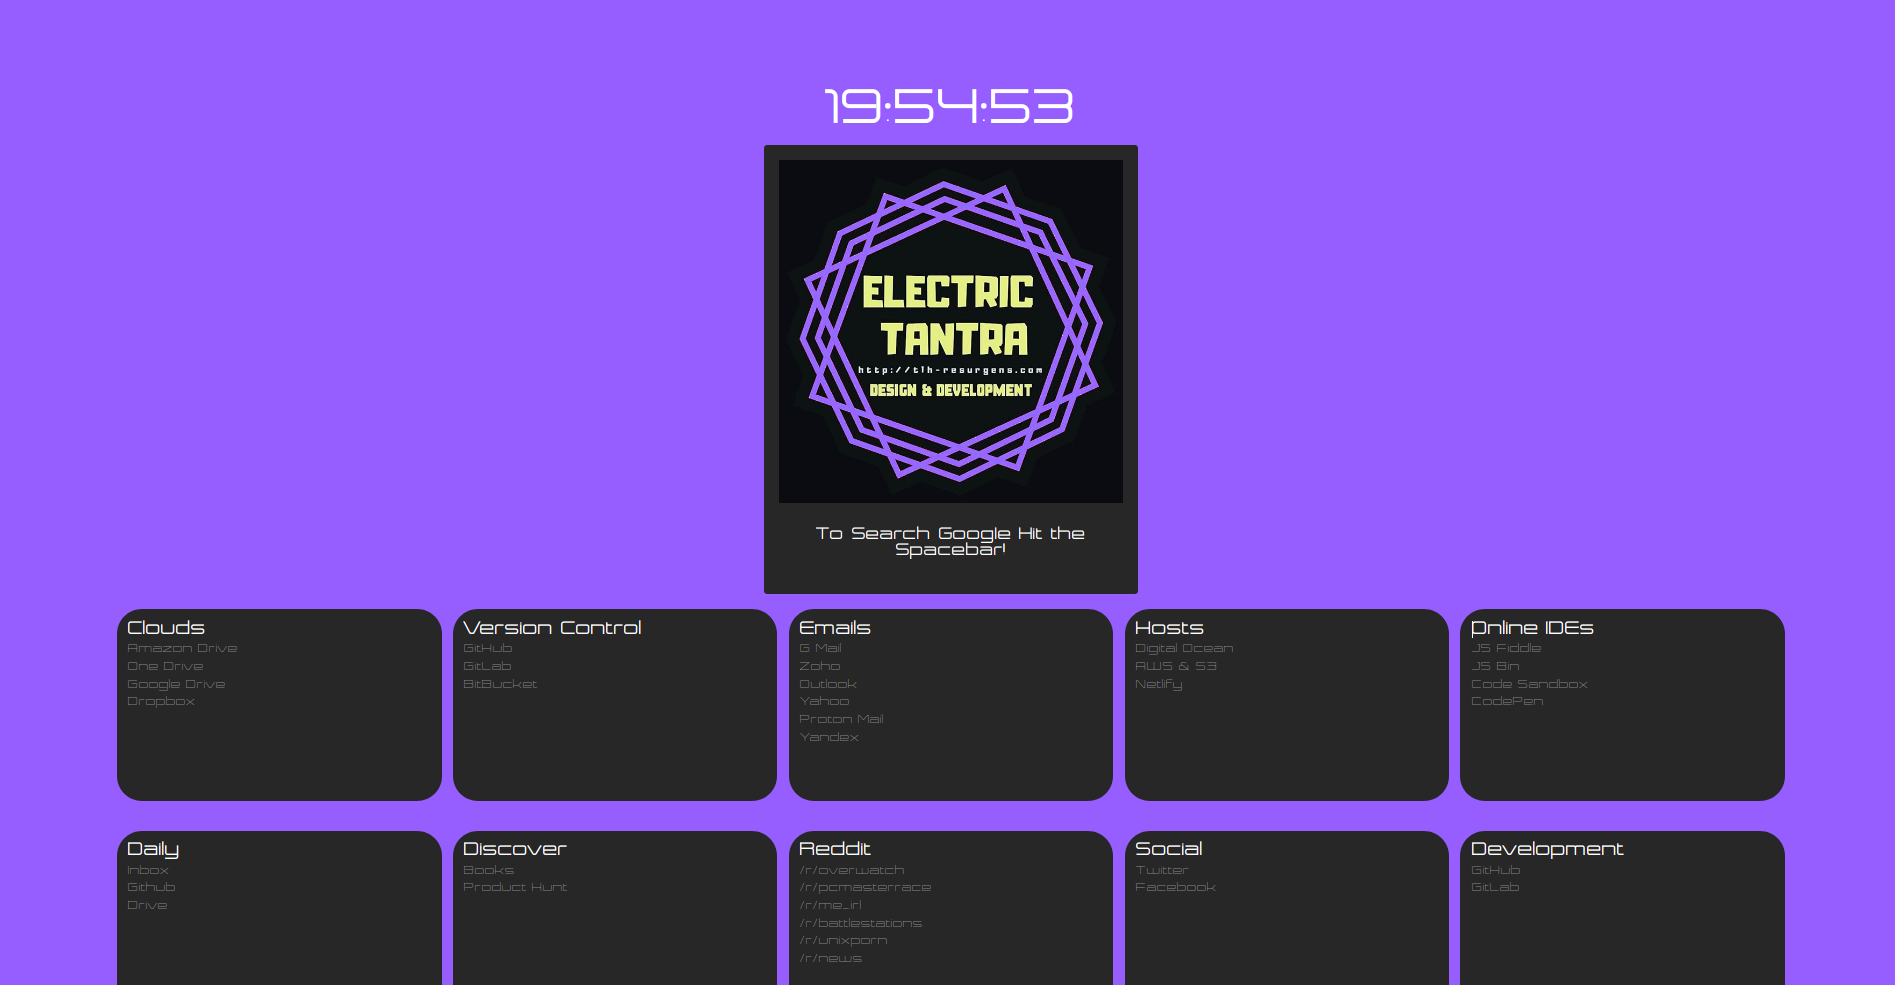 19:54:53
ELECTRIC
TANTRA
http://t1h-resurgens.com
DESIGN & DEVELOPMENT
To Search Google Hit the
Spacebar!
Clouds
Amazon Drive
One Drive
Google Drive
Dropbox
Version Control
GitHub
GitLab
BitBucket
Emails
G Mail
Zoho
Outlook
Yahoo
Proton Mail
Yandex
Hosts
Digital Ocean
AWS & S3
Netlify
Online IDEs
JS Fiddle
JS Bin
Code Sandbox
CodePen
Daily
Inbox
Github
Drive
Discover
Books
Product Hunt
Reddit
/r/overwatch
/r/pcmasterrace
/r/me_irl
/r/battlestations
/r/unixporn
/r/news
Social
Twitter
Facebook
Development
GitHub
GitLab